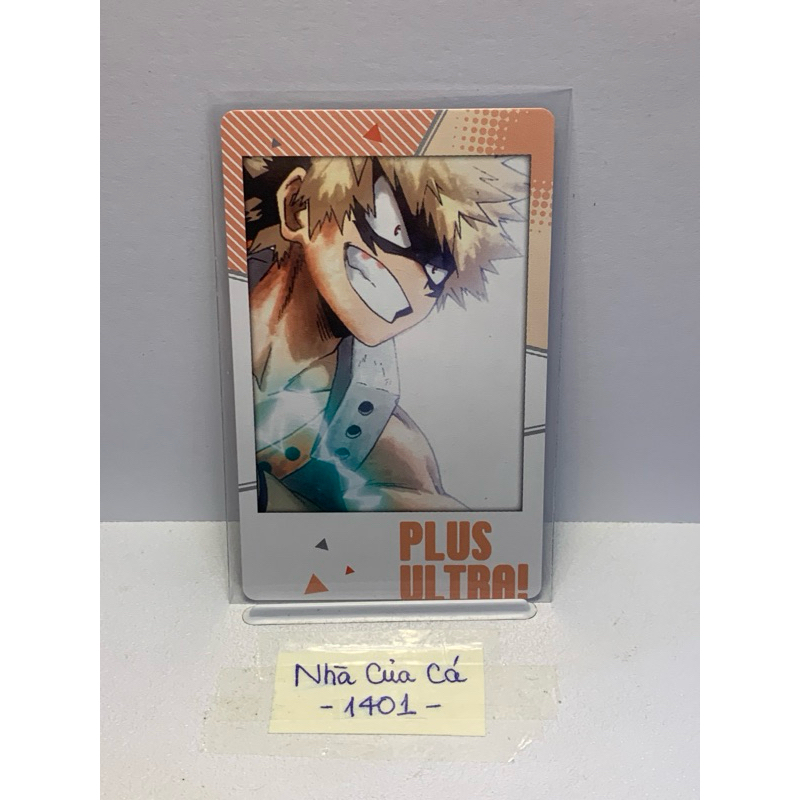 PLUS
ULTRA!
Nhà Của Cá
- 1401 -